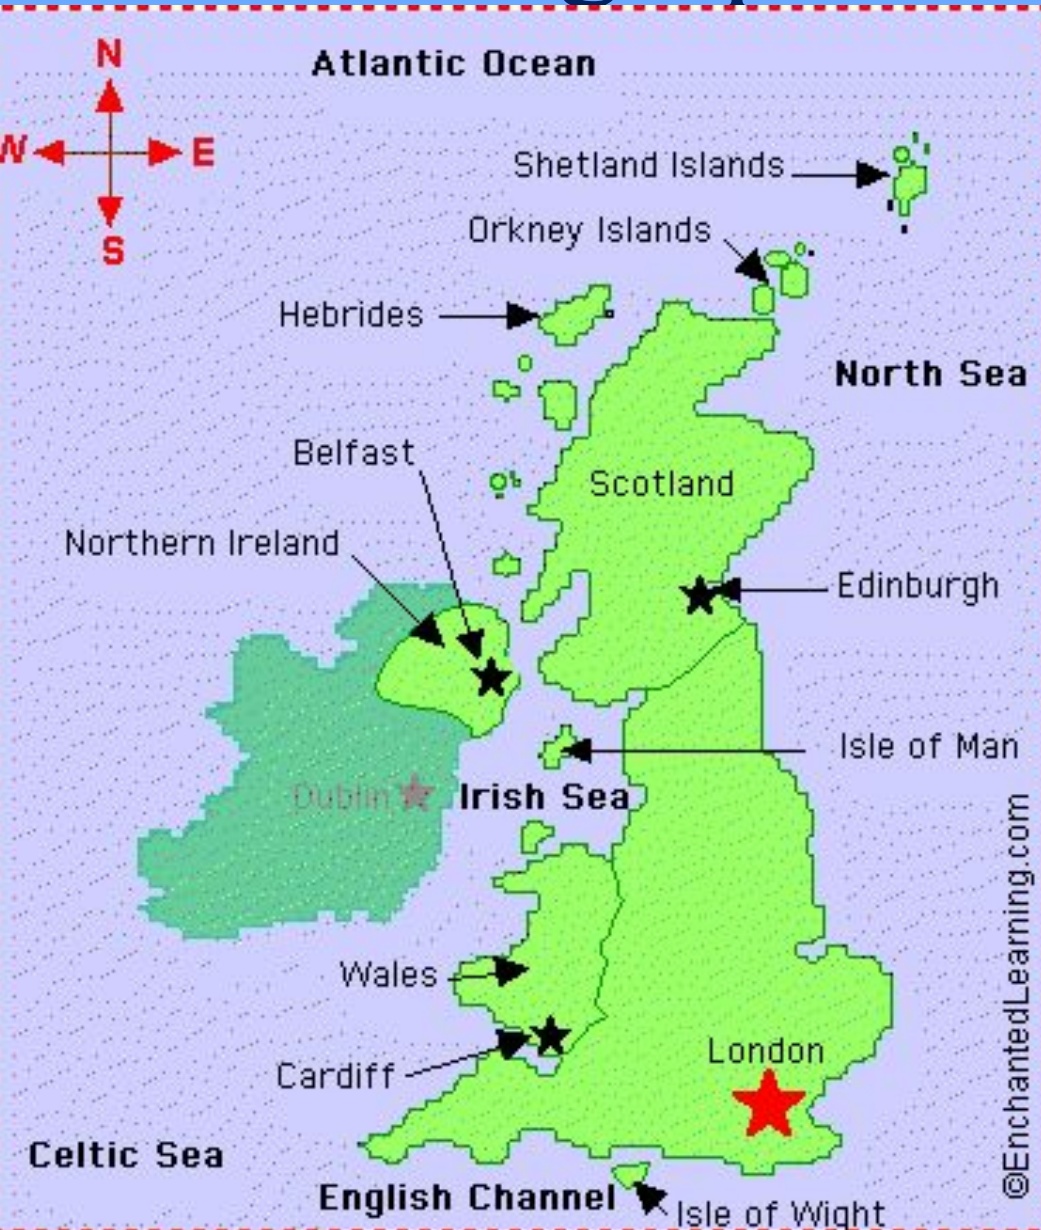 N
Atlantic Ocean
W
E
Shetland Islands
Orkney Islands
S
Hebrides
North Sea
Belfast
Scotland
Northern Ireland
Edinburgh
Isle of Man
Dublin
Irish Sea
Wales
London
Cardiff
Celtic Sea
English Channel
Isle of Wight
©EnchantedLearning.com